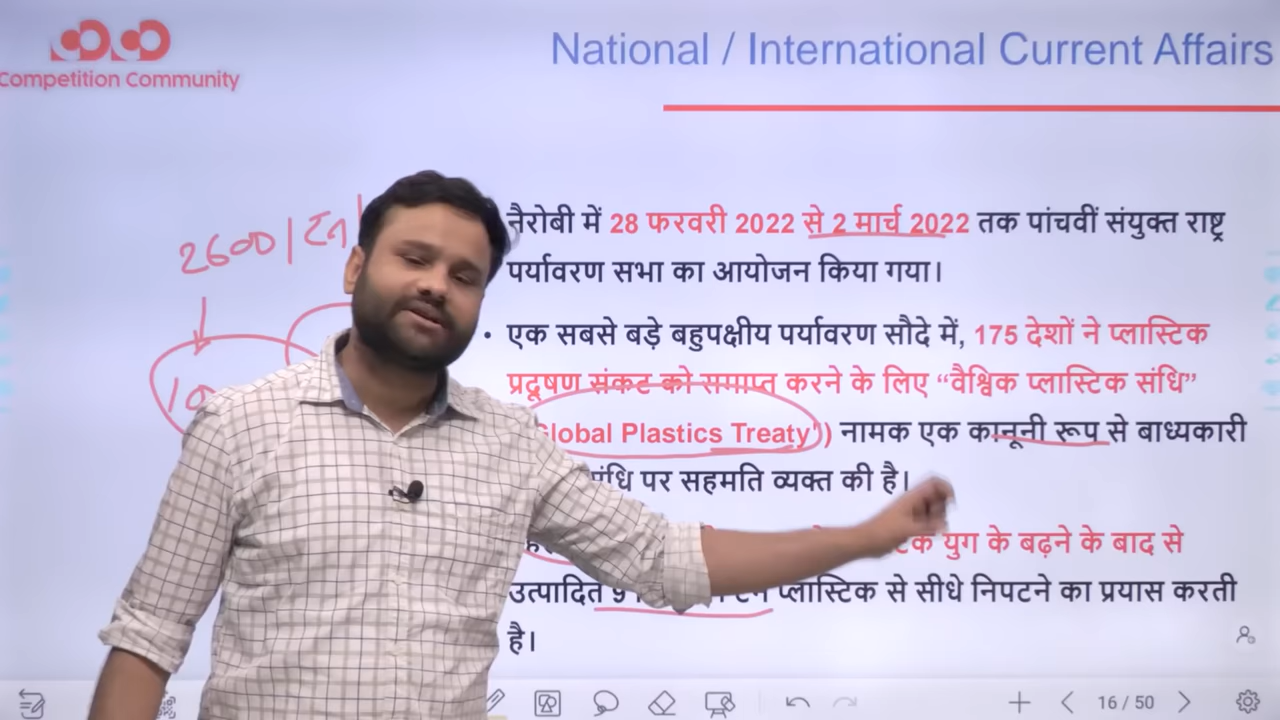 Competition Community
National / International Current Affairs
2600/टन
10
नैरोबी में 28 फरवरी 2022 से 2 मार्च 2022 तक पांचवीं संयुक्त राष्ट्र
पर्यावरण सभा का आयोजन किया गया।
• एक सबसे बड़े बहुपक्षीय पर्यावरण सौदे में, 175 देशों ने प्लास्टिक
प्रदूषण संकट को समाप्त करने के लिए “वैश्विक प्लास्टिक संधि”
Global Plastics Treaty') नामक एक कानूनी रूप से बाध्यकारी
संधि पर सहमति व्यक्त की है।
युग के बढ़ने के बाद से
उत्पादित 9 प्लास्टिक से सीधे निपटने का प्रयास करती
है।
16 / 50